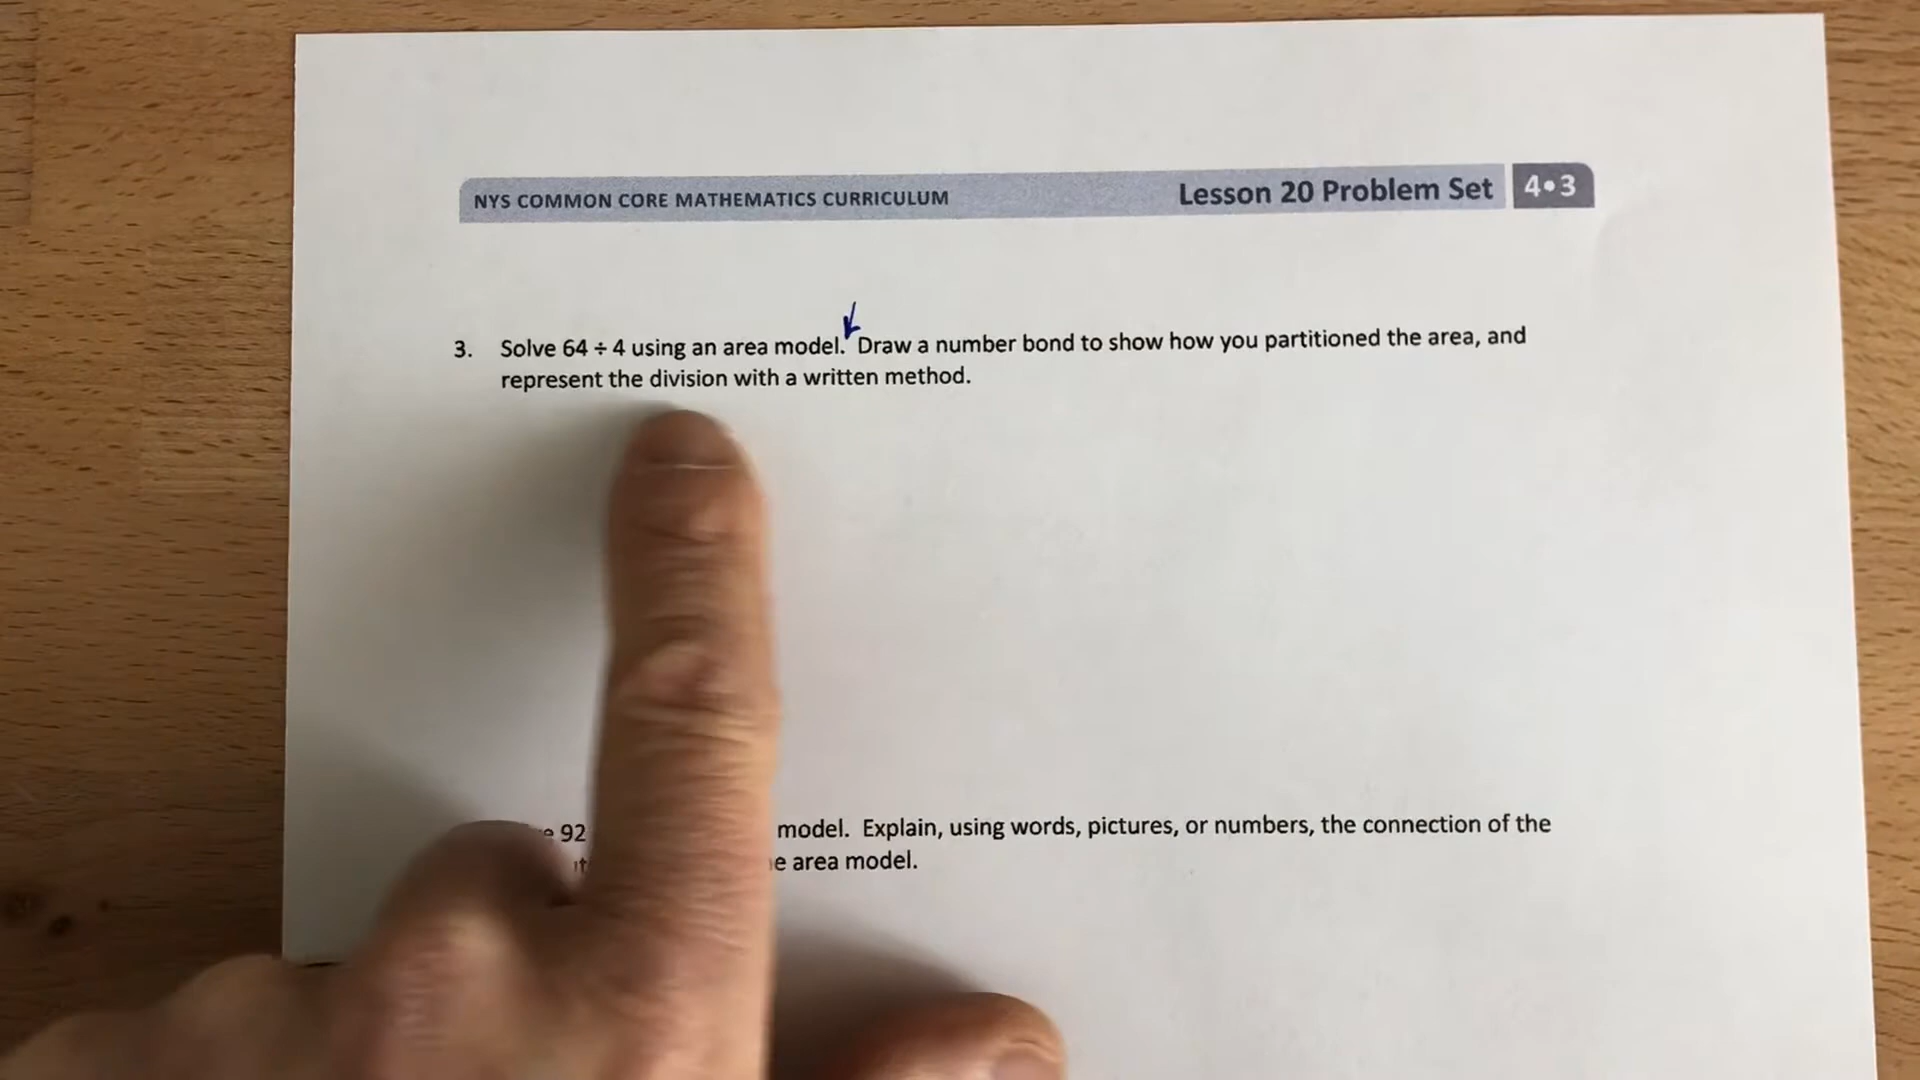 NYS COMMON CORE MATHEMATICS CURRICULUM Lesson 20 Problem Set 4•3
3. Solve 64 ÷ 4 using an area model. Draw a number bond to show how you partitioned the area, and
represent the division with a written method.
92 model. Explain, using words, pictures, or numbers, the connection of the
area model.